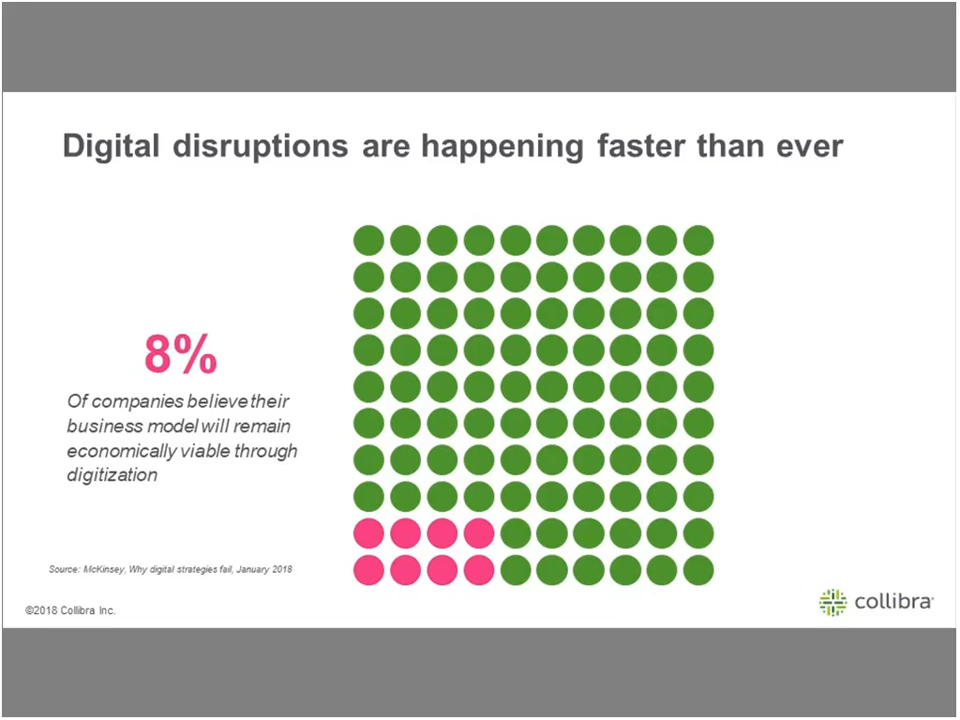 Digital disruptions are happening faster than ever
8%
Of companies believe their
business model will remain
economically viable through
digitization
Source: McKinsey, Why digital strategies fail, January 2018
©2018 Collibra Inc.
collibra